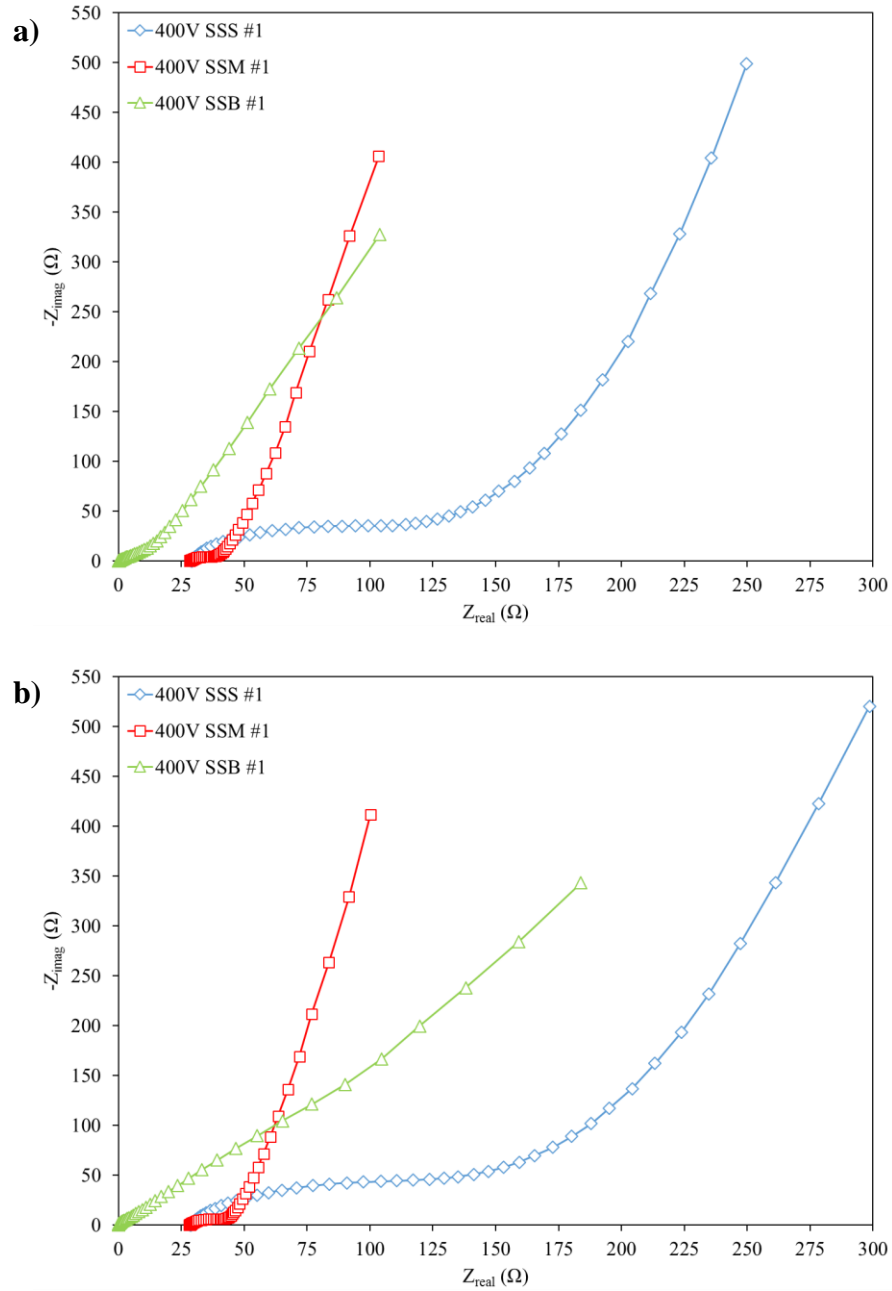 a)
400V SSS #1
400V SSM #1
400V SSB #1
550
500
450
400
350
300
250
200
150
100
50
0
-Zimag (Ω)
0 25 50 75 100 125 150 175 200 225 250 275 300
Zreal (Ω)
b)
400V SSS #1
400V SSM #1
400V SSB #1
550
500
450
400
350
300
250
200
150
100
50
0
-Zimag (Ω)
0 25 50 75 100 125 150 175 200 225 250 275 300
Zreal (Ω)